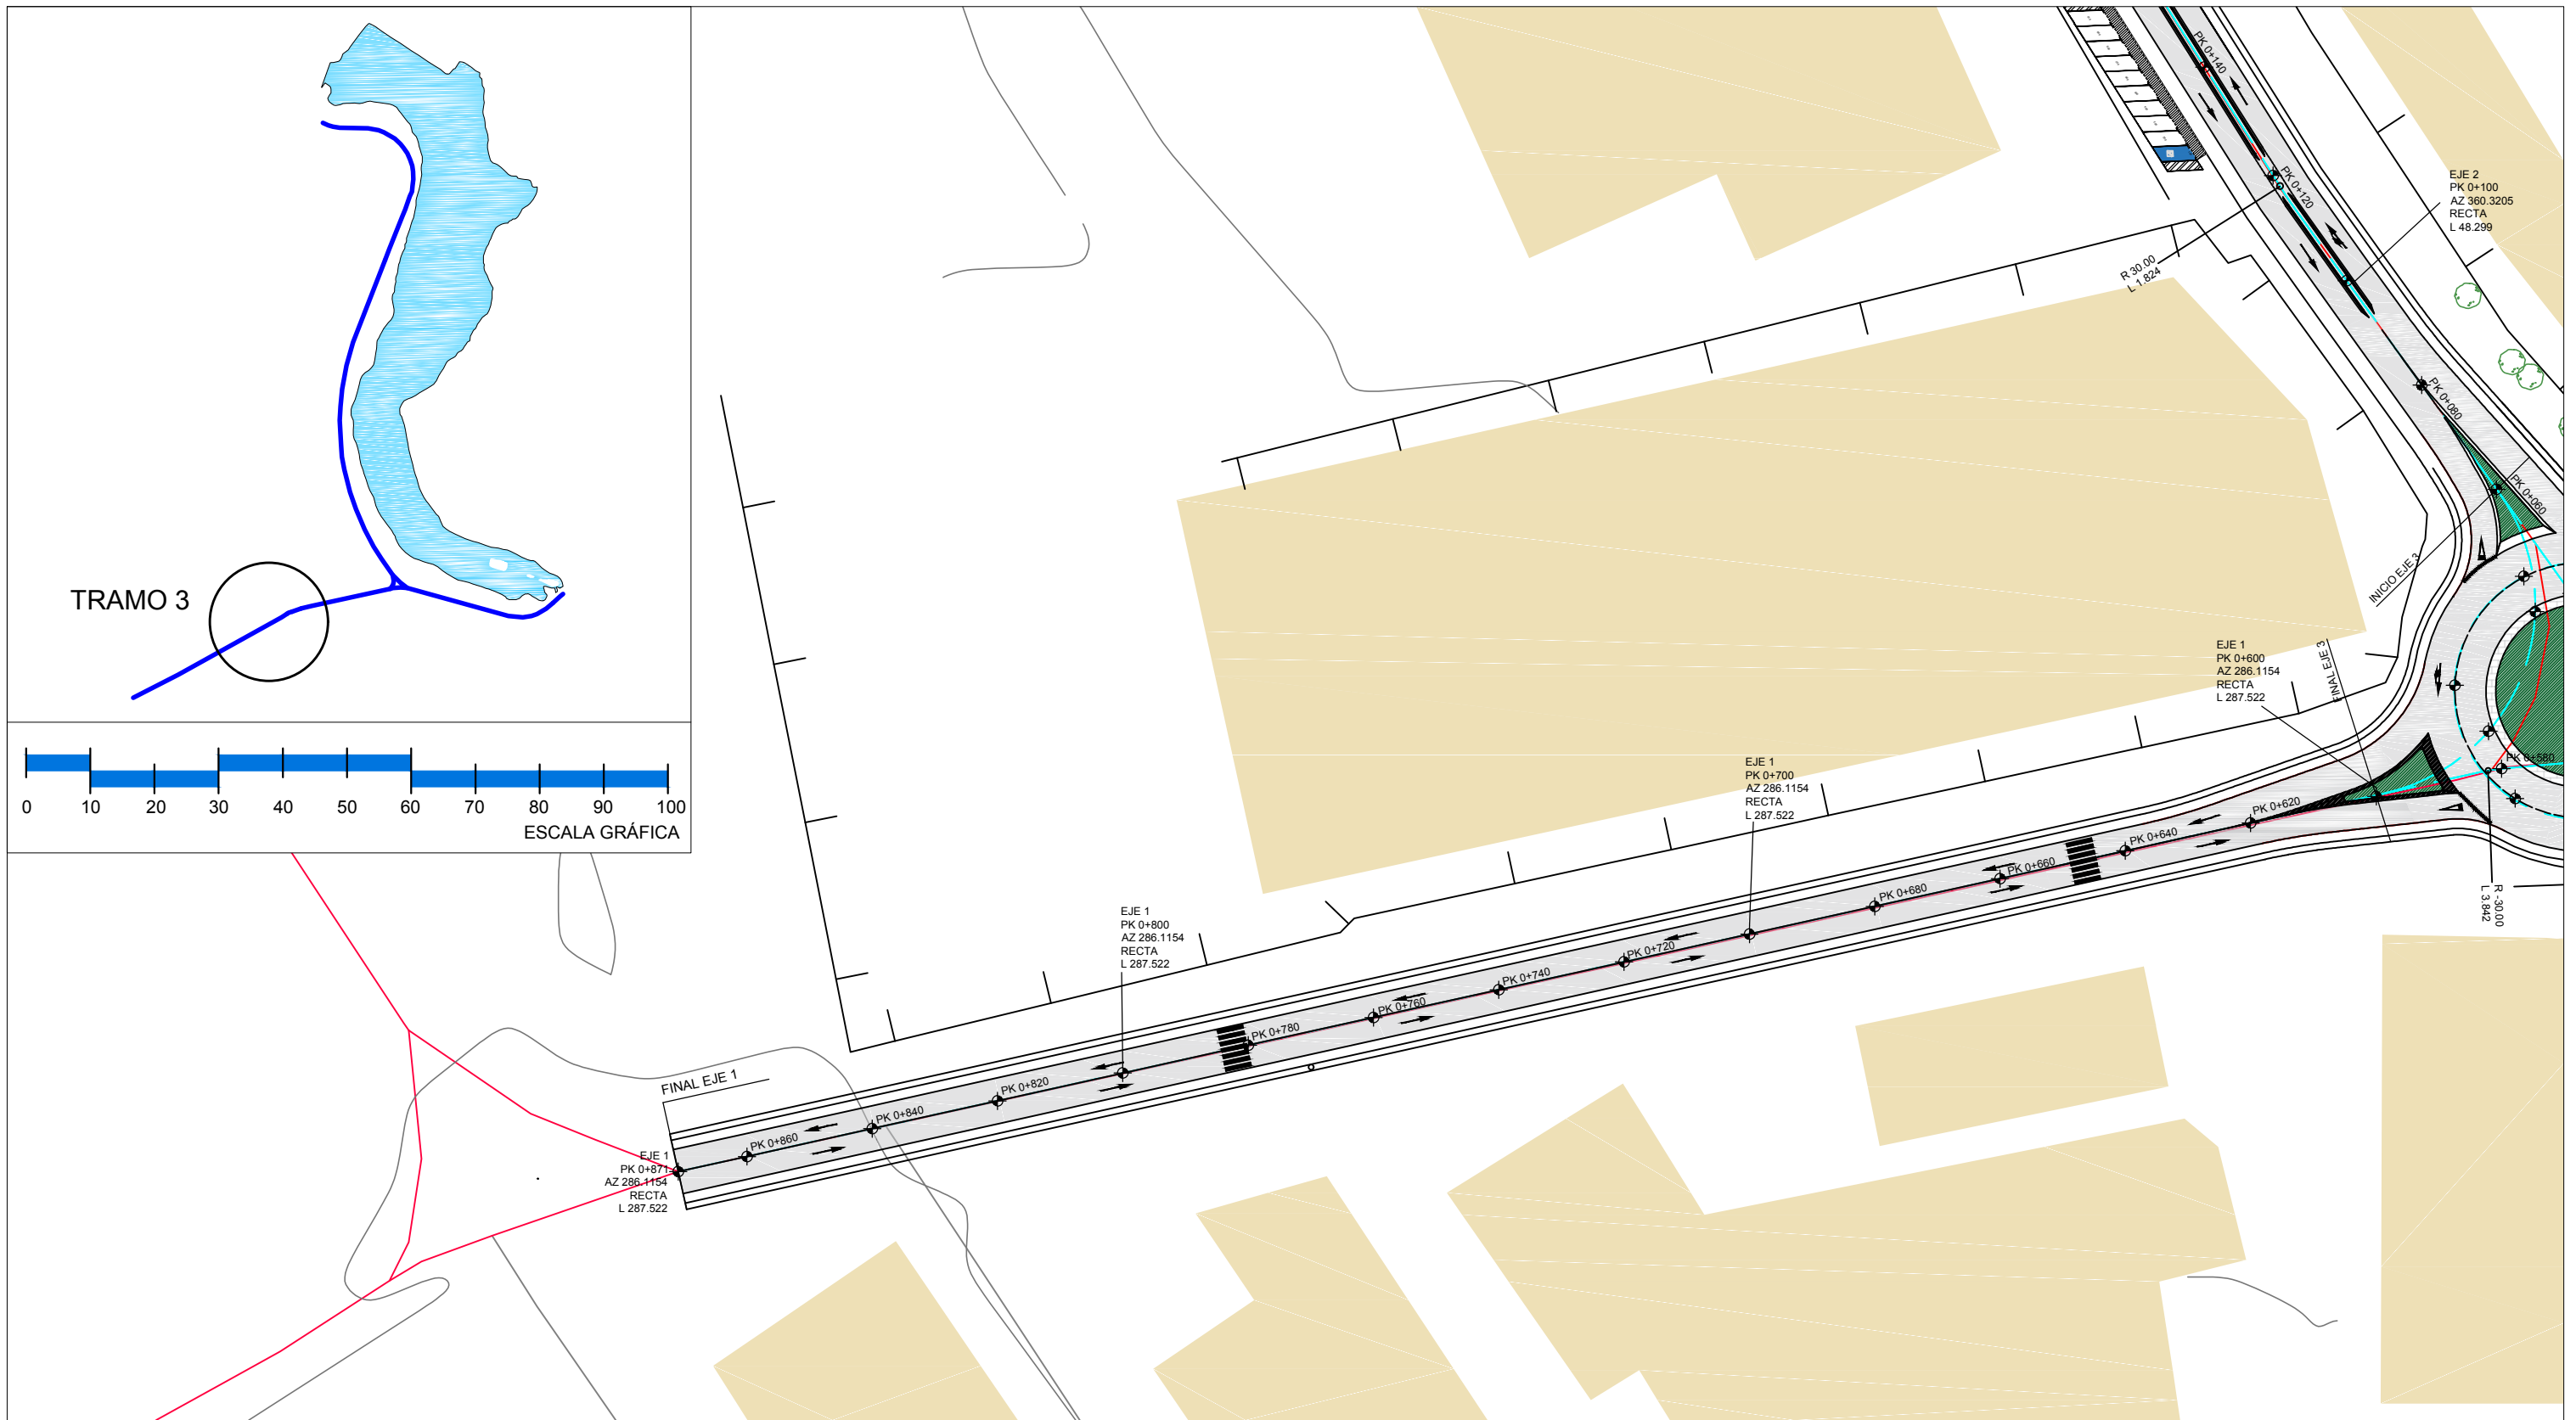 TRAMO 3
0 10 20 30 40 50 60 70 80 90 100
ESCALA GRÁFICA
PK 0+140
PK 0+120
EJE 2
PK 0+100
AZ 360.3205
RECTA
L 48.299
R 30.00
L 1.824
PK 0+080
PK 0+060
INICIO EJE 3
FINAL EJE 3
EJE 1
PK 0+600
AZ 286.1154
RECTA
L 287.522
PK 0+580
R -30.00
L 3.842
PK 0+620
PK 0+640
PK 0+660
PK 0+680
EJE 1
PK 0+700
AZ 286.1154
RECTA
L 287.522
PK 0+720
PK 0+740
PK 0+760
PK 0+780
EJE 1
PK 0+800
AZ 286.1154
RECTA
L 287.522
PK 0+820
PK 0+840
PK 0+860
FINAL EJE 1
EJE 1
PK 0+871
AZ 286.1154
RECTA
L 287.522